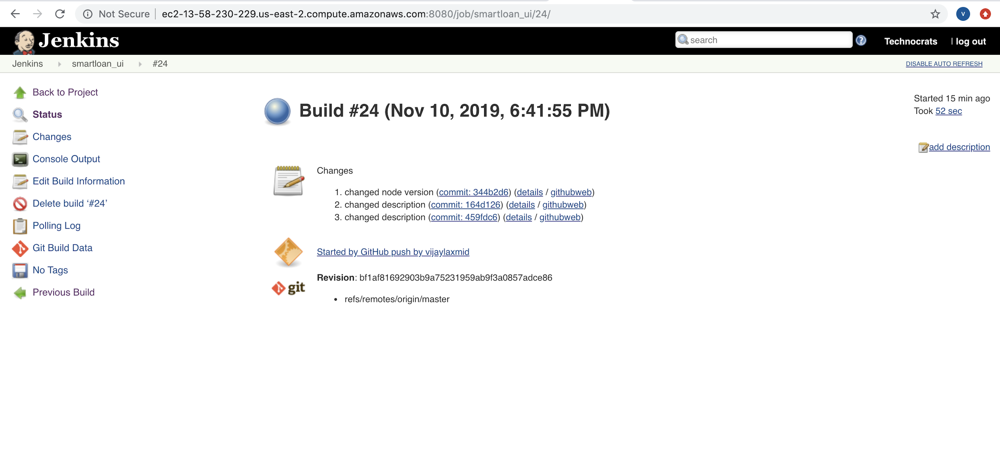 Not Secure | ec2-13-58-230-229.us-east-2.compute.amazonaws.com:8080/job/smartloan_ui/24/
V
Jenkins
search
?
Technocrats
| log out
Jenkins
smartloan_ui
#24
DISABLE AUTO REFRESH
Back to Project
Status
Changes
Console Output
Edit Build Information
Delete build ‘#24’
Polling Log
Git Build Data
No Tags
Previous Build
Build #24 (Nov 10, 2019, 6:41:55 PM)
Started 15 min ago
Took 52 sec
add description
Changes
1. changed node version (commit: 344b2d6) (details / githubweb)
2. changed description (commit: 164d126) (details / githubweb)
3. changed description (commit: 459fdc6) (details / githubweb)
Started by GitHub push by vijaylaxmid
git
Revision: bf1af81692903b9a75231959ab9f3a0857adce86
• refs/remotes/origin/master